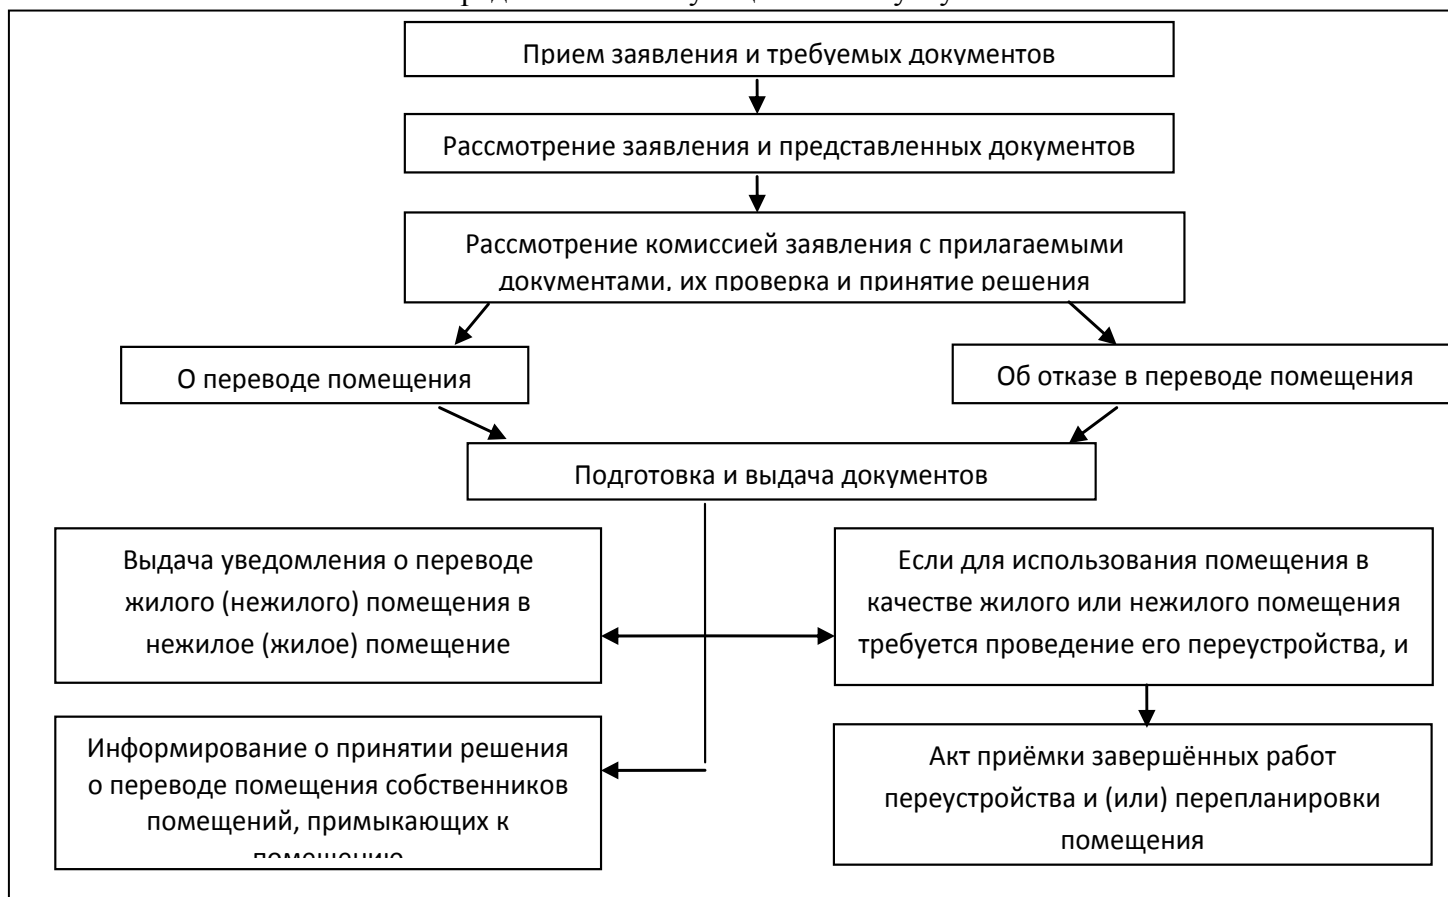 Прием заявления и требуемых документов
Рассмотрение заявления и представленных документов
Рассмотрение комиссией заявления с прилагаемыми
документами, их проверка и принятие решения
О переводе помещения
Об отказе в переводе помещения
Подготовка и выдача документов
Выдача уведомления о переводе
жилого (нежилого) помещения в
нежилое (жилое) помещение
Если для использования помещения в
качестве жилого или нежилого помещения
требуется проведение его переустройства, и
Информирование о принятии решения
о переводе помещения собственников
помещений, примыкающих к
помещению
Акт приёмки завершённых работ
переустройства и (или) перепланировки
помещения